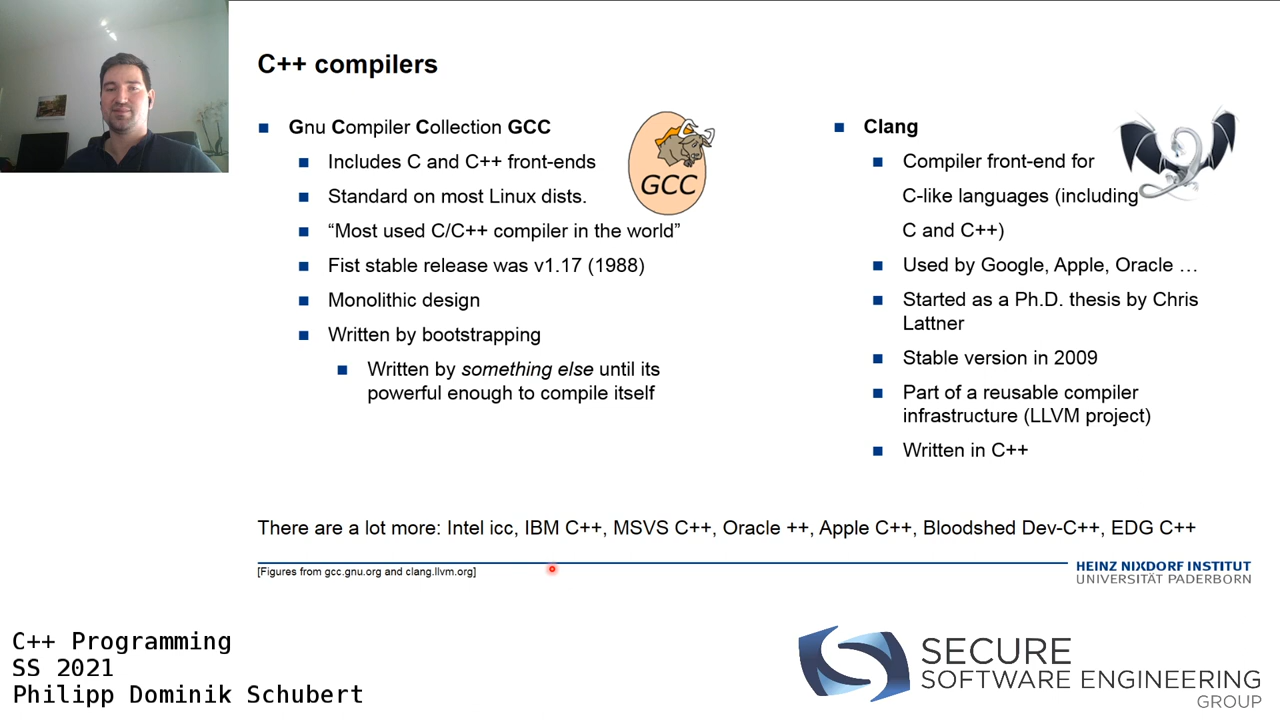 C++ compilers
Gnu Compiler Collection GCC
Includes C and C++ front-ends
Standard on most Linux dists.
“Most used C/C++ compiler in the world”
Fist stable release was v1.17 (1988)
Monolithic design
Written by bootstrapping
Written by something else until its
powerful enough to compile itself
GCC
Clang
Compiler front-end for
C-like languages (including
C and C++)
Used by Google, Apple, Oracle …
Started as a Ph.D. thesis by Chris
Lattner
Stable version in 2009
Part of a reusable compiler
infrastructure (LLVM project)
Written in C++
There are a lot more: Intel icc, IBM C++, MSVS C++, Oracle ++, Apple C++, Bloodshed Dev-C++, EDG C++
[Figures from gcc.gnu.org and clang.llvm.org]
HEINZ NIXDORF INSTITUT
UNIVERSITÄT PADERBORN
C++ Programming
SS 2021
Philipp Dominik Schubert
SECURE
SOFTWARE ENGINEERING
GROUP